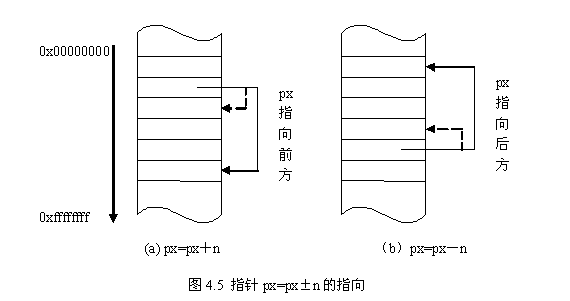 0x00000000
px
指
向
前
方
px
指
向
后
方
0xffffffff
(a) px=px＋n
（b）px=px－n
图 4.5 指针 px=px±n 的指向